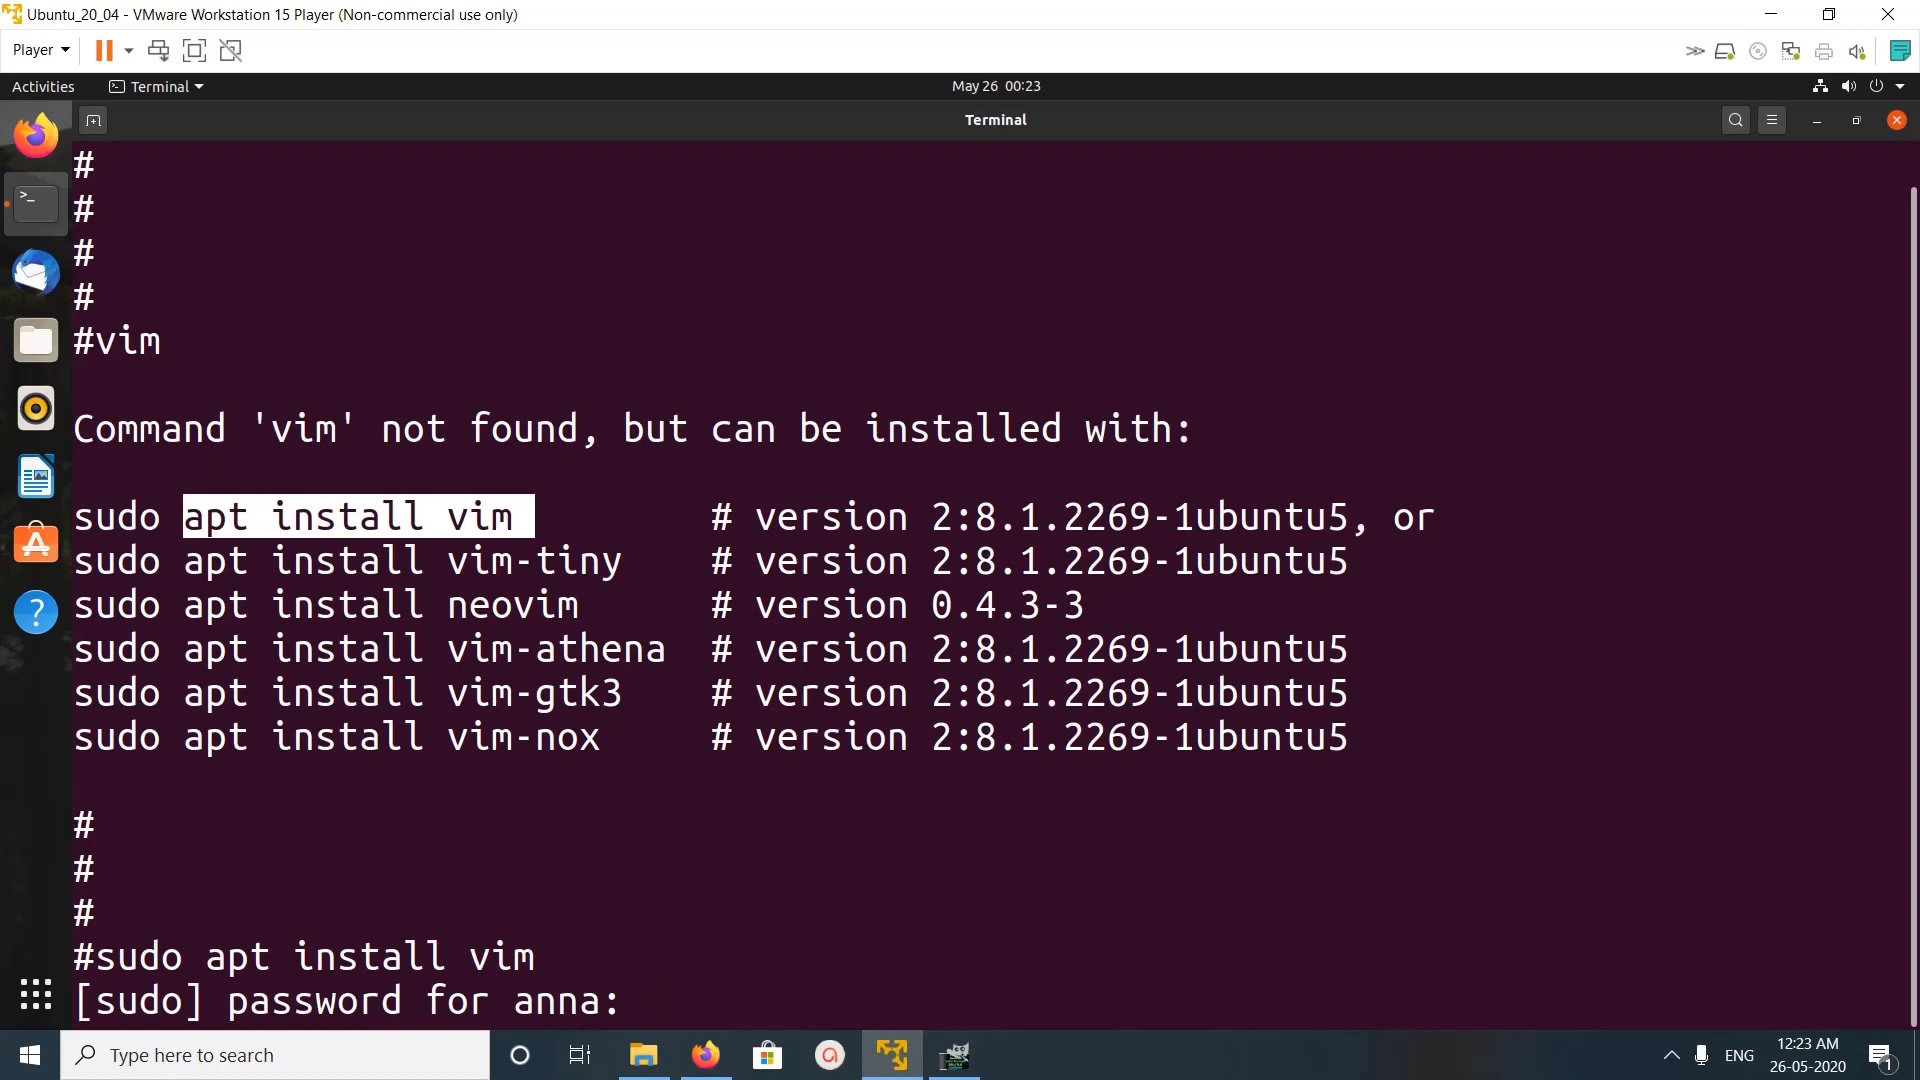 Ubuntu_20_04 - VMware Workstation 15 Player (Non-commercial use only)
Player
Activities
Terminal
May 26 00:23
Terminal
#
#
#
#
#vim
Command 'vim' not found, but can be installed with:
sudo apt install vim # version 2:8.1.2269-1ubuntu5, or
sudo apt install vim-tiny # version 2:8.1.2269-1ubuntu5
sudo apt install neovim # version 0.4.3-3
sudo apt install vim-athena # version 2:8.1.2269-1ubuntu5
sudo apt install vim-gtk3 # version 2:8.1.2269-1ubuntu5
sudo apt install vim-nox # version 2:8.1.2269-1ubuntu5
#
#
#
#sudo apt install vim
[sudo] password for anna:
Type here to search
ENG
12:23 AM
26-05-2020
1